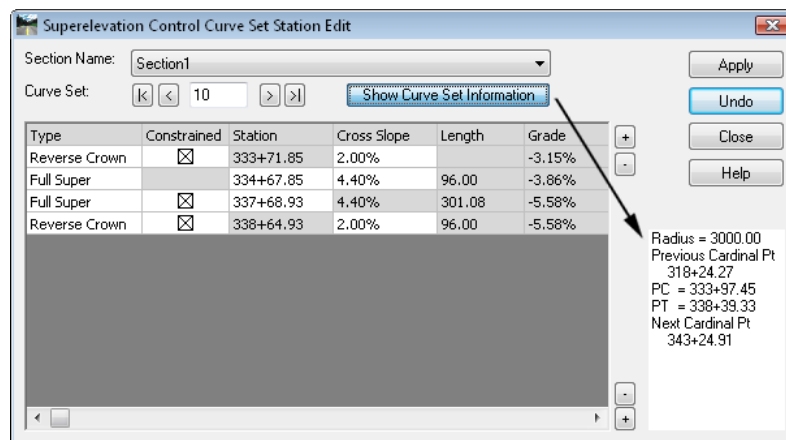 Superelevation Control Curve Set Station Edit
Section Name: Section1
Curve Set: 10 Show Curve Set Information
Apply
Undo
Close
Help
Type Constrained Station Cross Slope Length Grade
Reverse Crown 333+71.85 2.00% -3.15%
Full Super 334+67.85 4.40% 96.00 -3.86%
Full Super 337+68.93 4.40% 301.08 -5.58%
Reverse Crown 338+64.93 2.00% 96.00 -5.58%
+
-
-
+
Radius = 3000.00
Previous Cardinal Pt
318+24.27
PC = 333+97.45
PT = 338+39.33
Next Cardinal Pt
343+24.91